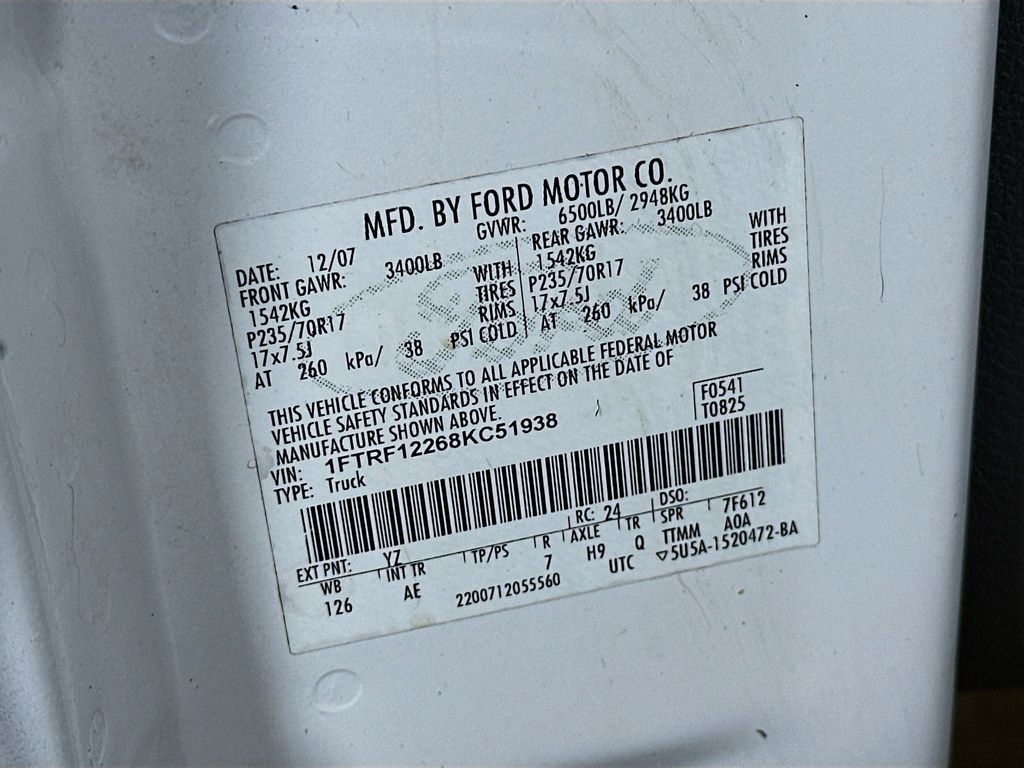 MFD. BY FORD MOTOR CO.
DATE: 12/07 GVWR: 6500LB/ 2948KG
FRONT GAWR: 3400LB REAR GAWR: 3400LB
1542KG WITH 1542KG WITH
P235/70R17 TIRES P235/70R17 TIRES
17x7.5J RIMS 17x7.5J RIMS
AT 260 kPa/ 38 PSI COLD AT 260 kPa/ 38 PSI COLD
THIS VEHICLE CONFORMS TO ALL APPLICABLE FEDERAL MOTOR
VEHICLE SAFETY STANDARDS IN EFFECT ON THE DATE OF
MANUFACTURE SHOWN ABOVE.
VIN: 1FTRF12268KC51938 F0541
TYPE: Truck T0825
EXT PNT: YZ RC: 24 DSO:
WB INT TR TP/PS R AXLE TR SPR 7F612
126 AE 7 H9 Q TTMM A0A
2200712055560 UTC ▽5U5A-1520472-BA